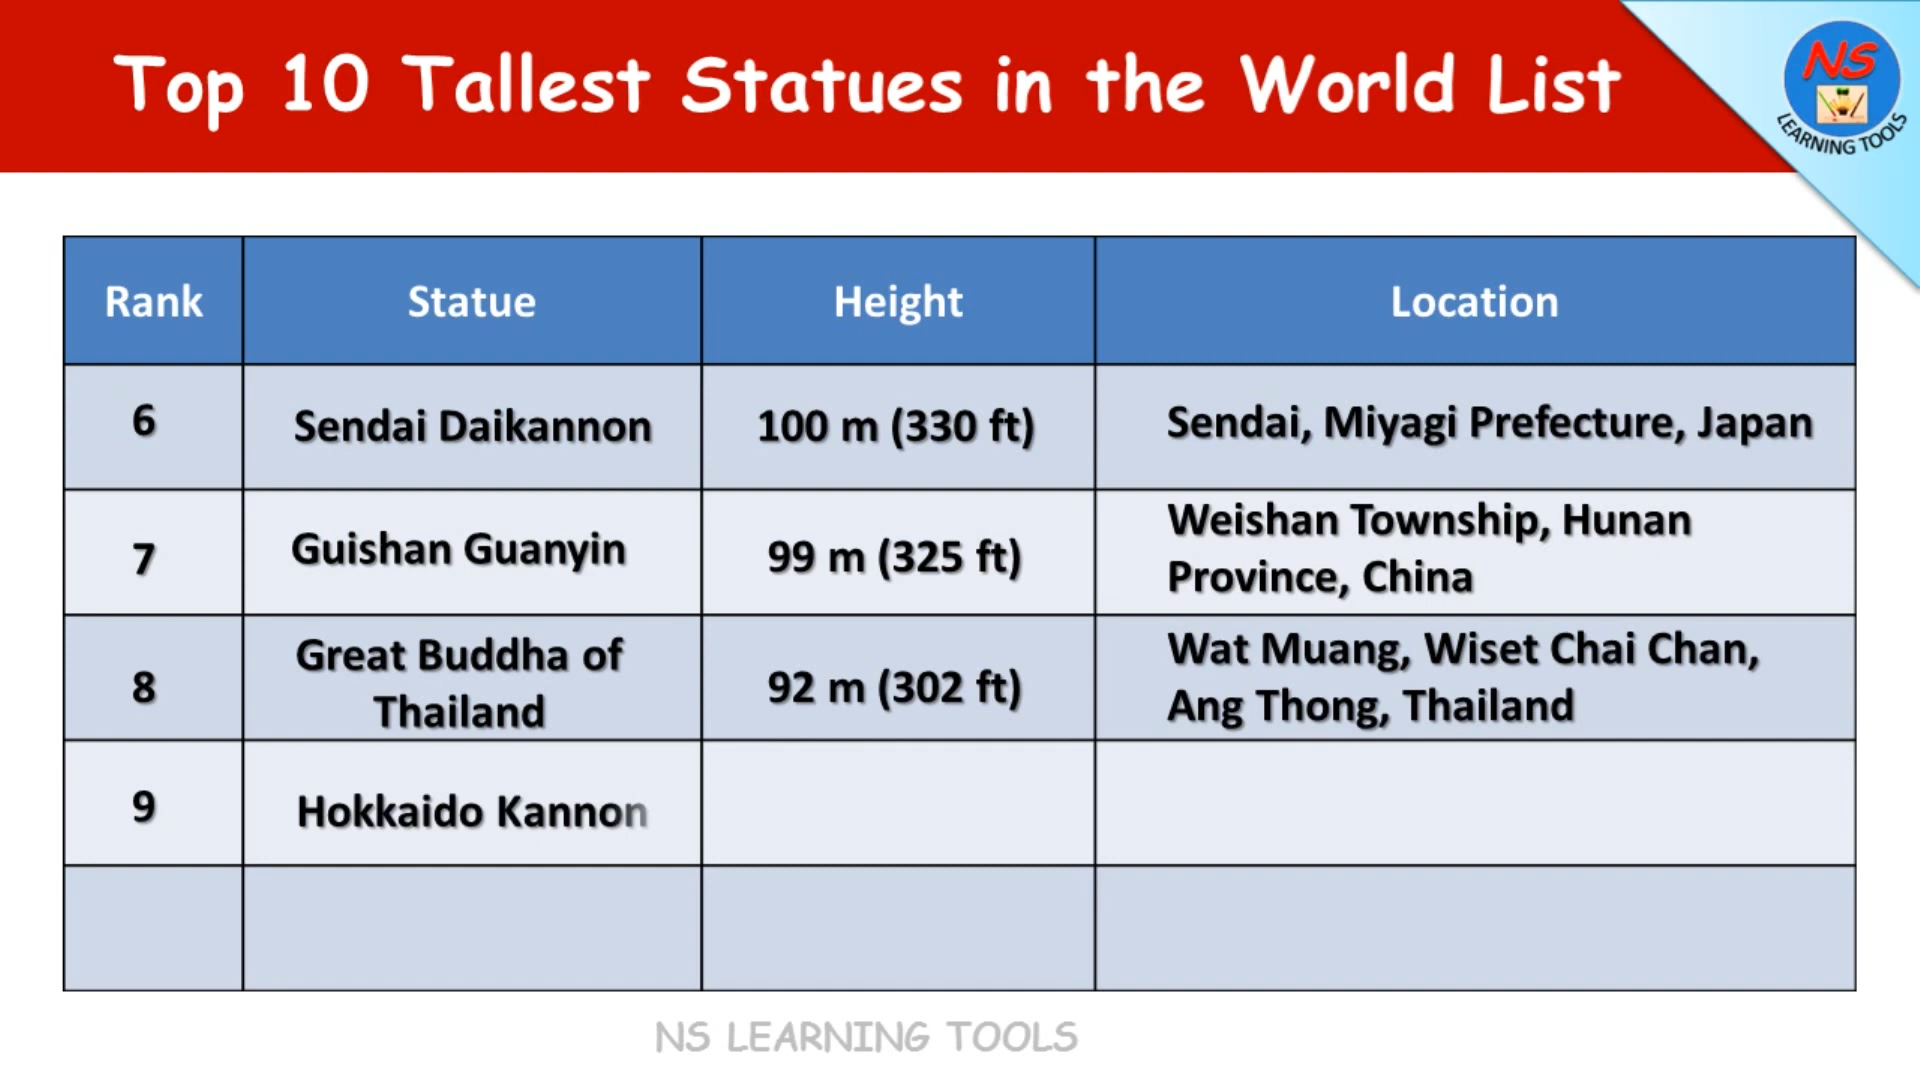 Top 10 Tallest Statues in the World List
NS
LEARNING TOOLS
Rank Statue Height Location
6 Sendai Daikannon 100 m (330 ft) Sendai, Miyagi Prefecture, Japan
7 Guishan Guanyin 99 m (325 ft) Weishan Township, Hunan
Province, China
8 Great Buddha of
Thailand 92 m (302 ft) Wat Muang, Wiset Chai Chan,
Ang Thong, Thailand
9 Hokkaido Kannon
NS LEARNING TOOLS